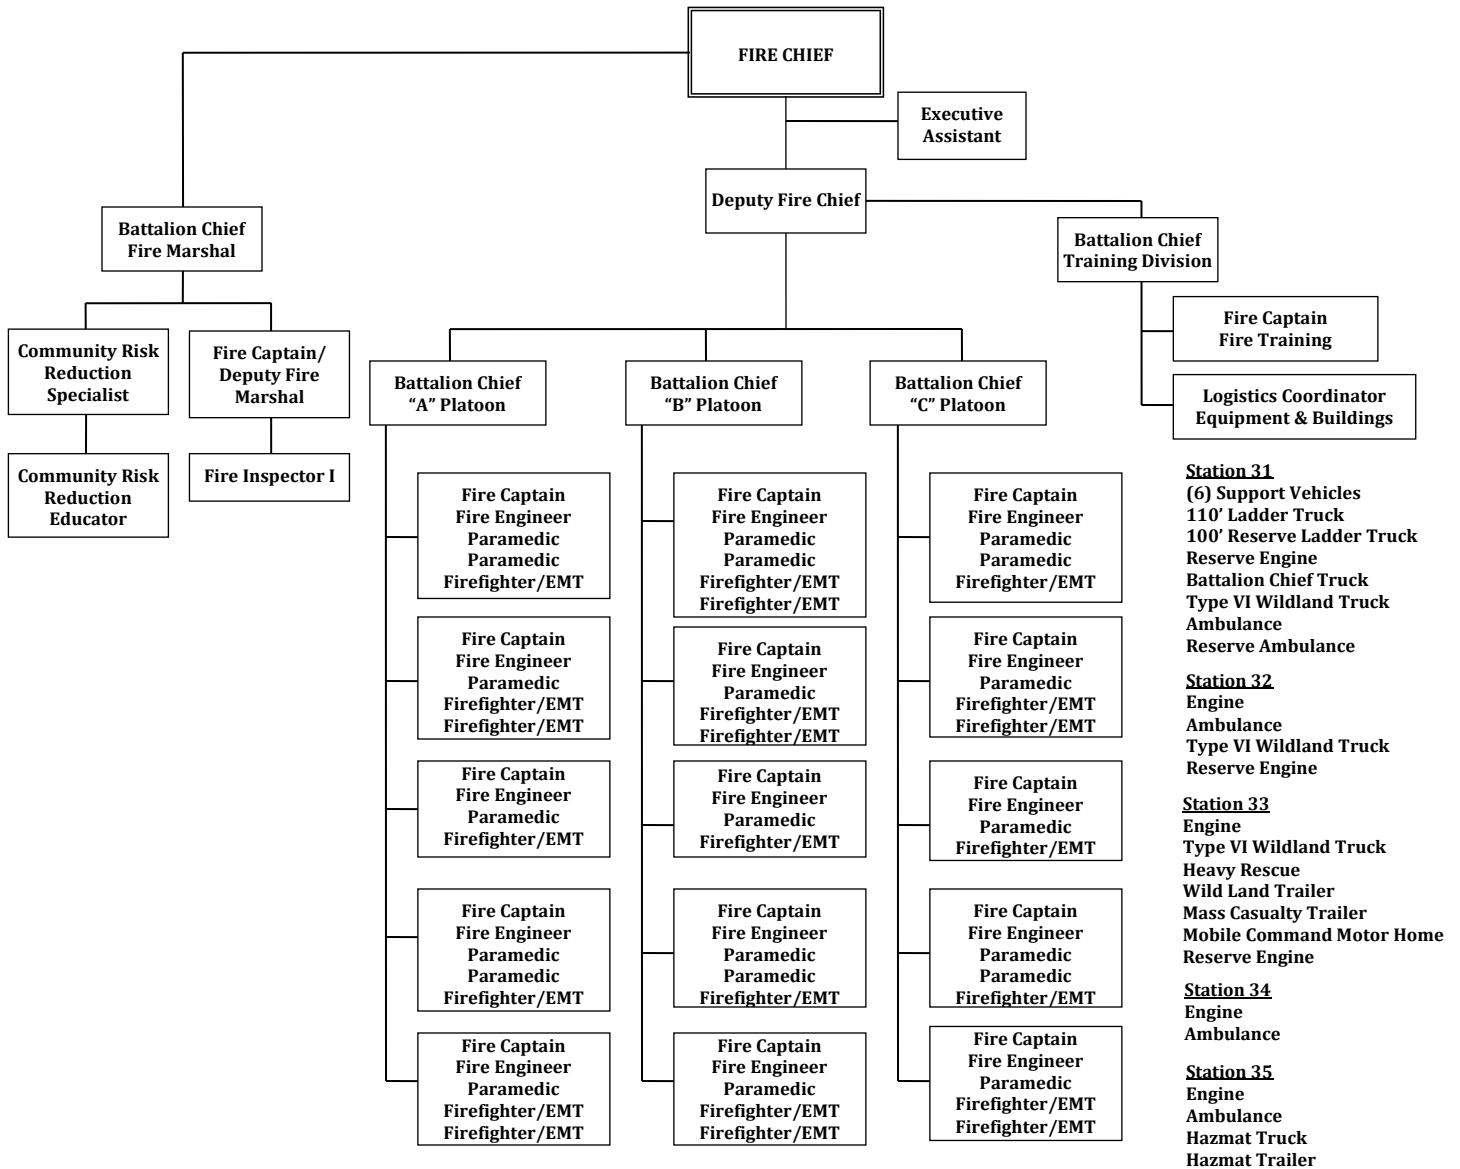 FIRE CHIEF
Executive
Assistant
Deputy Fire Chief
Battalion Chief
Fire Marshal
Battalion Chief
Training Division
Community Risk
Reduction
Specialist
Fire Captain/
Deputy Fire
Marshal
Community Risk
Reduction
Educator
Fire Inspector I
Fire Captain
Fire Training
Logistics Coordinator
Equipment & Buildings
Battalion Chief
“A” Platoon
Fire Captain
Fire Engineer
Paramedic
Paramedic
Firefighter/EMT
Fire Captain
Fire Engineer
Paramedic
Firefighter/EMT
Firefighter/EMT
Fire Captain
Fire Engineer
Paramedic
Firefighter/EMT
Fire Captain
Fire Engineer
Paramedic
Paramedic
Firefighter/EMT
Fire Captain
Fire Engineer
Paramedic
Firefighter/EMT
Firefighter/EMT
Battalion Chief
“B” Platoon
Fire Captain
Fire Engineer
Paramedic
Paramedic
Firefighter/EMT
Firefighter/EMT
Fire Captain
Fire Engineer
Paramedic
Firefighter/EMT
Firefighter/EMT
Fire Captain
Fire Engineer
Paramedic
Firefighter/EMT
Fire Captain
Fire Engineer
Paramedic
Paramedic
Firefighter/EMT
Fire Captain
Fire Engineer
Paramedic
Firefighter/EMT
Firefighter/EMT
Battalion Chief
“C” Platoon
Fire Captain
Fire Engineer
Paramedic
Paramedic
Firefighter/EMT
Fire Captain
Fire Engineer
Paramedic
Firefighter/EMT
Firefighter/EMT
Fire Captain
Fire Engineer
Paramedic
Firefighter/EMT
Fire Captain
Fire Engineer
Paramedic
Paramedic
Firefighter/EMT
Fire Captain
Fire Engineer
Paramedic
Firefighter/EMT
Firefighter/EMT
Station 31
(6) Support Vehicles
110’ Ladder Truck
100’ Reserve Ladder Truck
Reserve Engine
Battalion Chief Truck
Type VI Wildland Truck
Ambulance
Reserve Ambulance
Station 32
Engine
Ambulance
Type VI Wildland Truck
Reserve Engine
Station 33
Engine
Type VI Wildland Truck
Heavy Rescue
Wild Land Trailer
Mass Casualty Trailer
Mobile Command Motor Home
Reserve Engine
Station 34
Engine
Ambulance
Station 35
Engine
Ambulance
Hazmat Truck
Hazmat Trailer